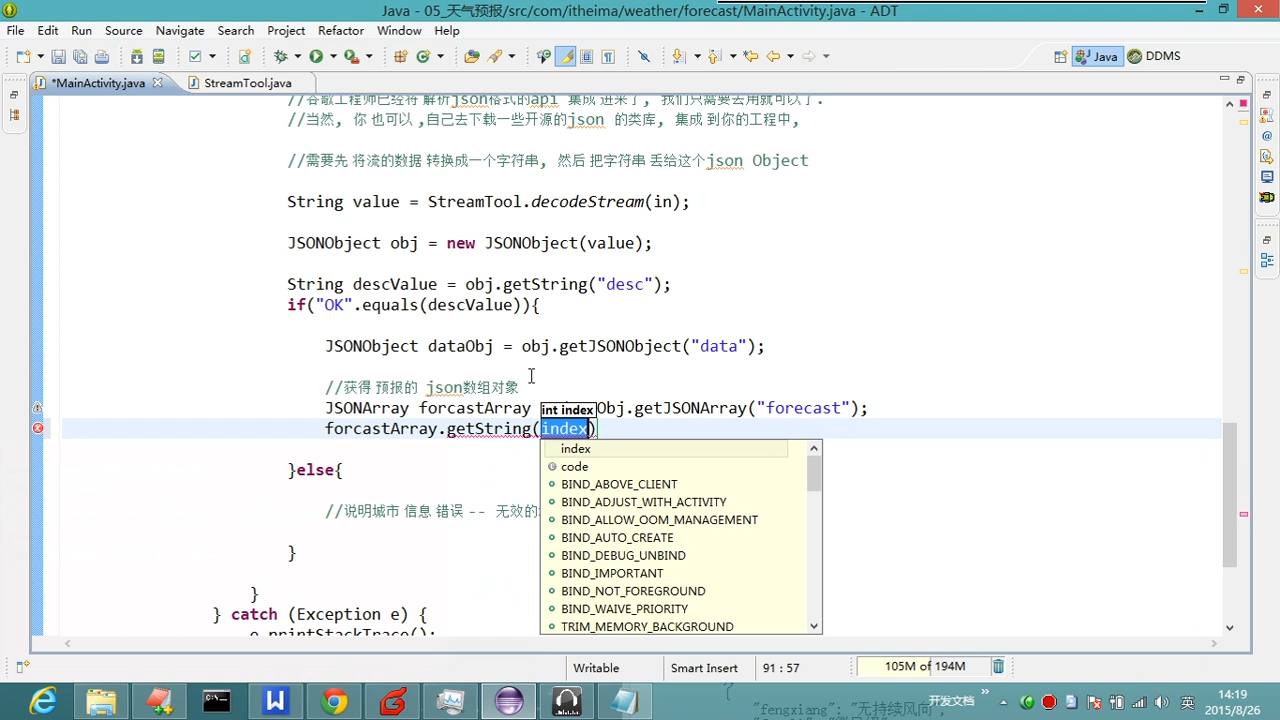 Java - 05_天气预报/src/com/itheima/weather/forecast/MainActivity.java - ADT
File Edit Run Source Navigate Search Project Refactor Window Help
Java DDMS
*MainActivity.java StreamTool.java
//谷歌工程师已经将 解析json格式的api 集成 进来了, 我们只需要去用就可以了.
//当然, 你 也可以 ,自己去下载一些开源的json 的类库, 集成 到你的工程中,
//需要先 将流的数据 转换成一个字符串, 然后 把字符串 丢给这个json Object
String value = StreamTool.decodeStream(in);
JSONObject obj = new JSONObject(value);
String descValue = obj.getString("desc");
if("OK".equals(descValue)){
JSONObject dataObj = obj.getJSONObject("data");
//获得 预报的 json数组对象
JSONArray forcastArray int index Obj.getJSONArray("forecast");
forcastArray.getString(index)
index
code
BIND_ABOVE_CLIENT
BIND_ADJUST_WITH_ACTIVITY
BIND_ALLOW_OOM_MANAGEMENT
BIND_AUTO_CREATE
BIND_DEBUG_UNBIND
BIND_IMPORTANT
BIND_NOT_FOREGROUND
BIND_WAIVE_PRIORITY
TRIM_MEMORY_BACKGROUND
}else{
//说明城市 信息 错误 -- 无效的
}
}
} catch (Exception e) {
e.printStackTrace();
Writable Smart Insert 91 : 57 105M of 194M
开发文档 » 英 14:19
2015/8/26
"fengxiang": "无持续风向",